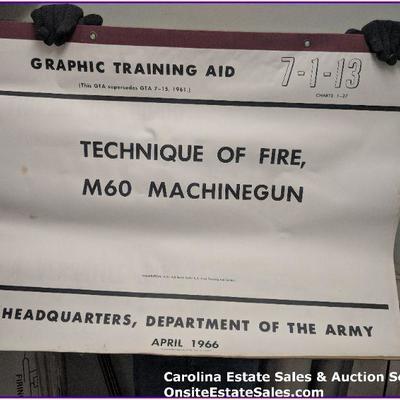 GRAPHIC TRAINING AID
7-1-13
(This GTA supersedes GTA 7-15, 1961.)
CHARTS 1-27
TECHNIQUE OF FIRE,
M60 MACHINEGUN
HEADQUARTERS, DEPARTMENT OF THE ARMY
APRIL 1966
Carolina Estate Sales & Auction Se
OnsiteEstateSales.com